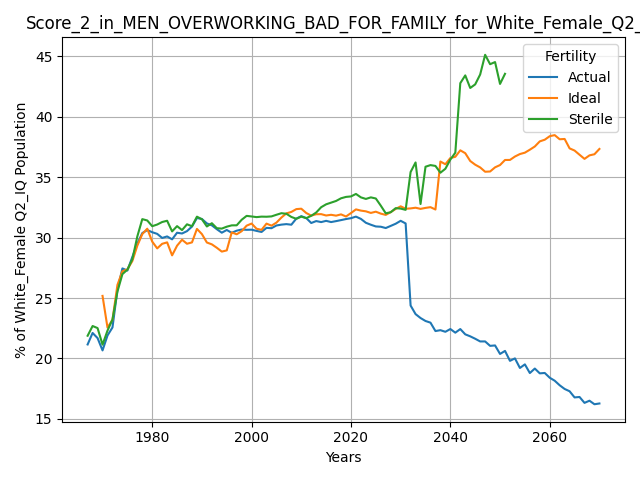 Score_2_in_MEN_OVERWORKING_BAD_FOR_FAMILY_for_White_Female_Q2_
45
40
35
30
25
20
15
% of White_Female Q2_IQ Population
Fertility
Actual
Ideal
Sterile
1980
2000
2020
2040
2060
Years